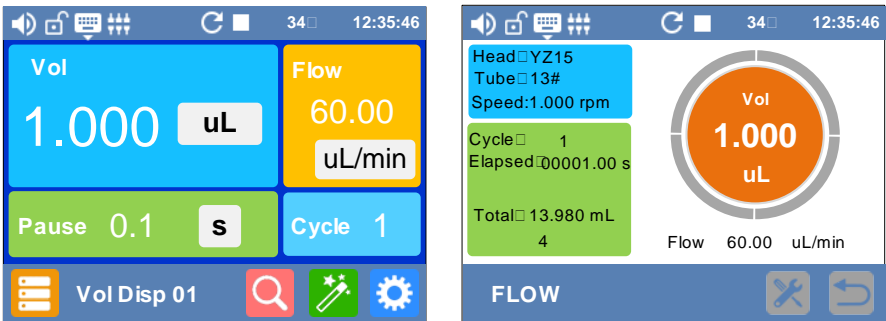 34□ 12:35:46
Vol
1.000 uL
Flow
60.00
uL/min
Pause 0.1 s
Cycle 1
Vol Disp 01
34□ 12:35:46
Head□YZ15
Tube□13#
Speed:1.000 rpm
Cycle□ 1
Elapsed□00001.00 s
Total□13.980 mL
4
Vol
1.000
uL
Flow 60.00 uL/min
FLOW